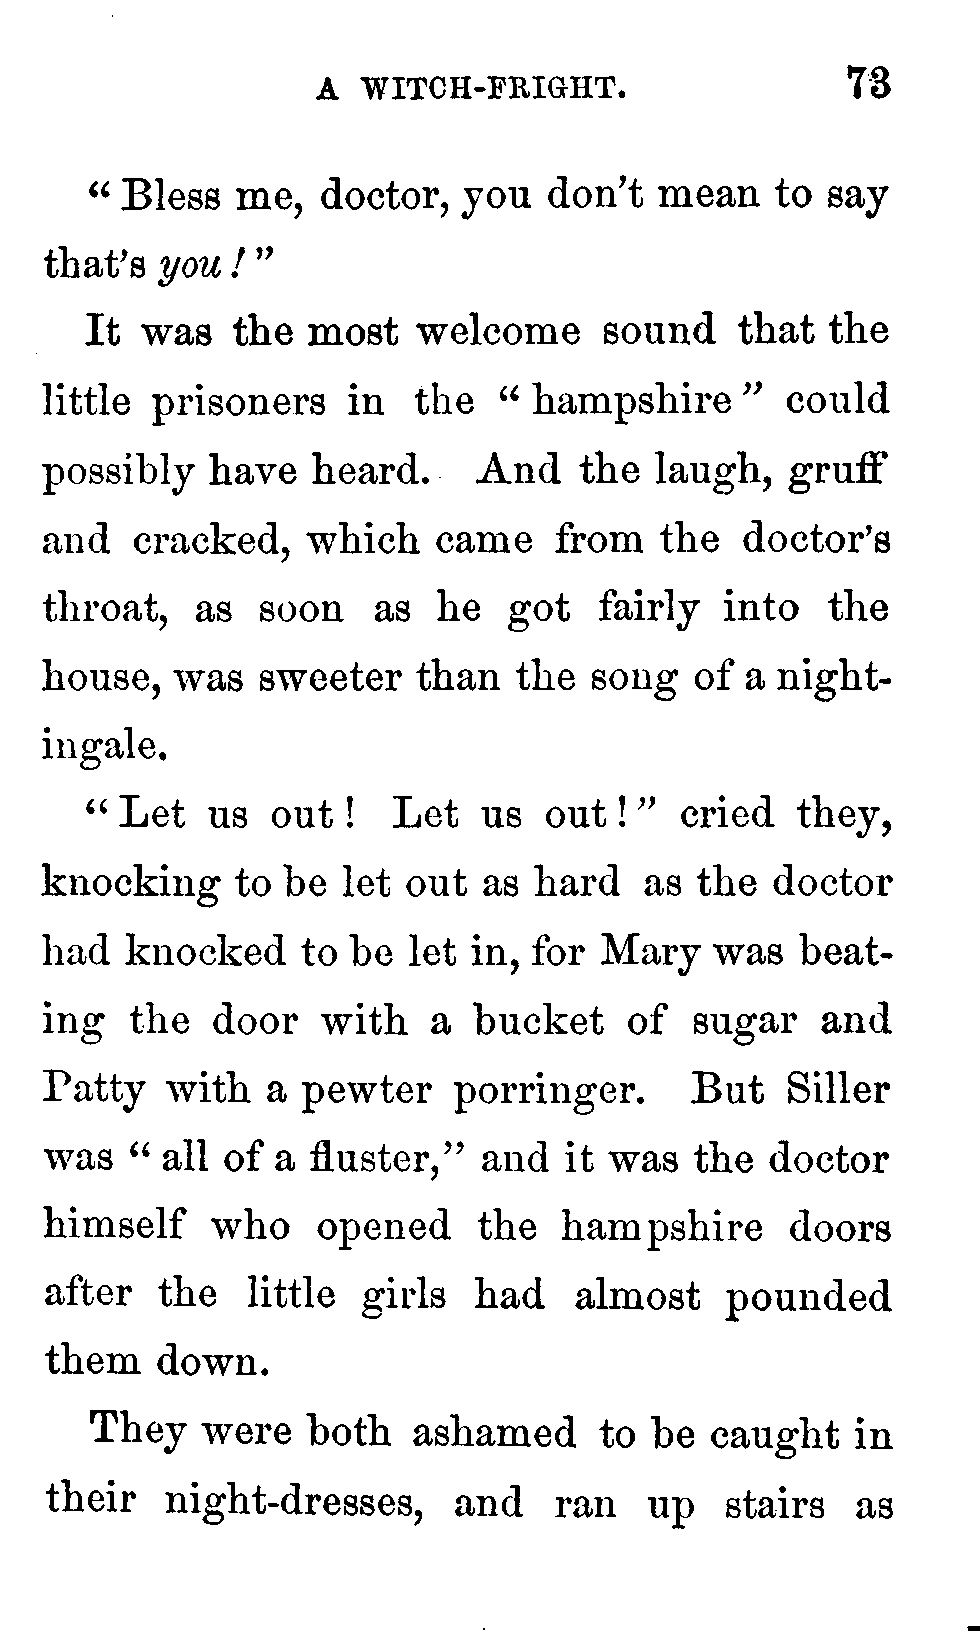 A WITCH-FRIGHT. 73
“Bless me, doctor, you don’t mean to say
that’s you!”
It was the most welcome sound that the
little prisoners in the “hampshire” could
possibly have heard. And the laugh, gruff
and cracked, which came from the doctor’s
throat, as soon as he got fairly into the
house, was sweeter than the song of a night-
ingale.
“Let us out! Let us out!” cried they,
knocking to be let out as hard as the doctor
had knocked to be let in, for Mary was beat-
ing the door with a bucket of sugar and
Patty with a pewter porringer. But Siller
was “all of a fluster,” and it was the doctor
himself who opened the hampshire doors
after the little girls had almost pounded
them down.
They were both ashamed to be caught in
their night-dresses, and ran up stairs as